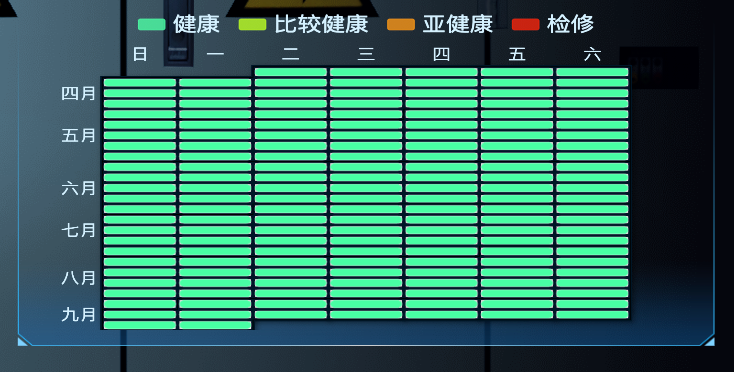 健康 比较健康 亚健康 检修
日 一 二 三 四 五 六
四月
五月
六月
七月
八月
九月